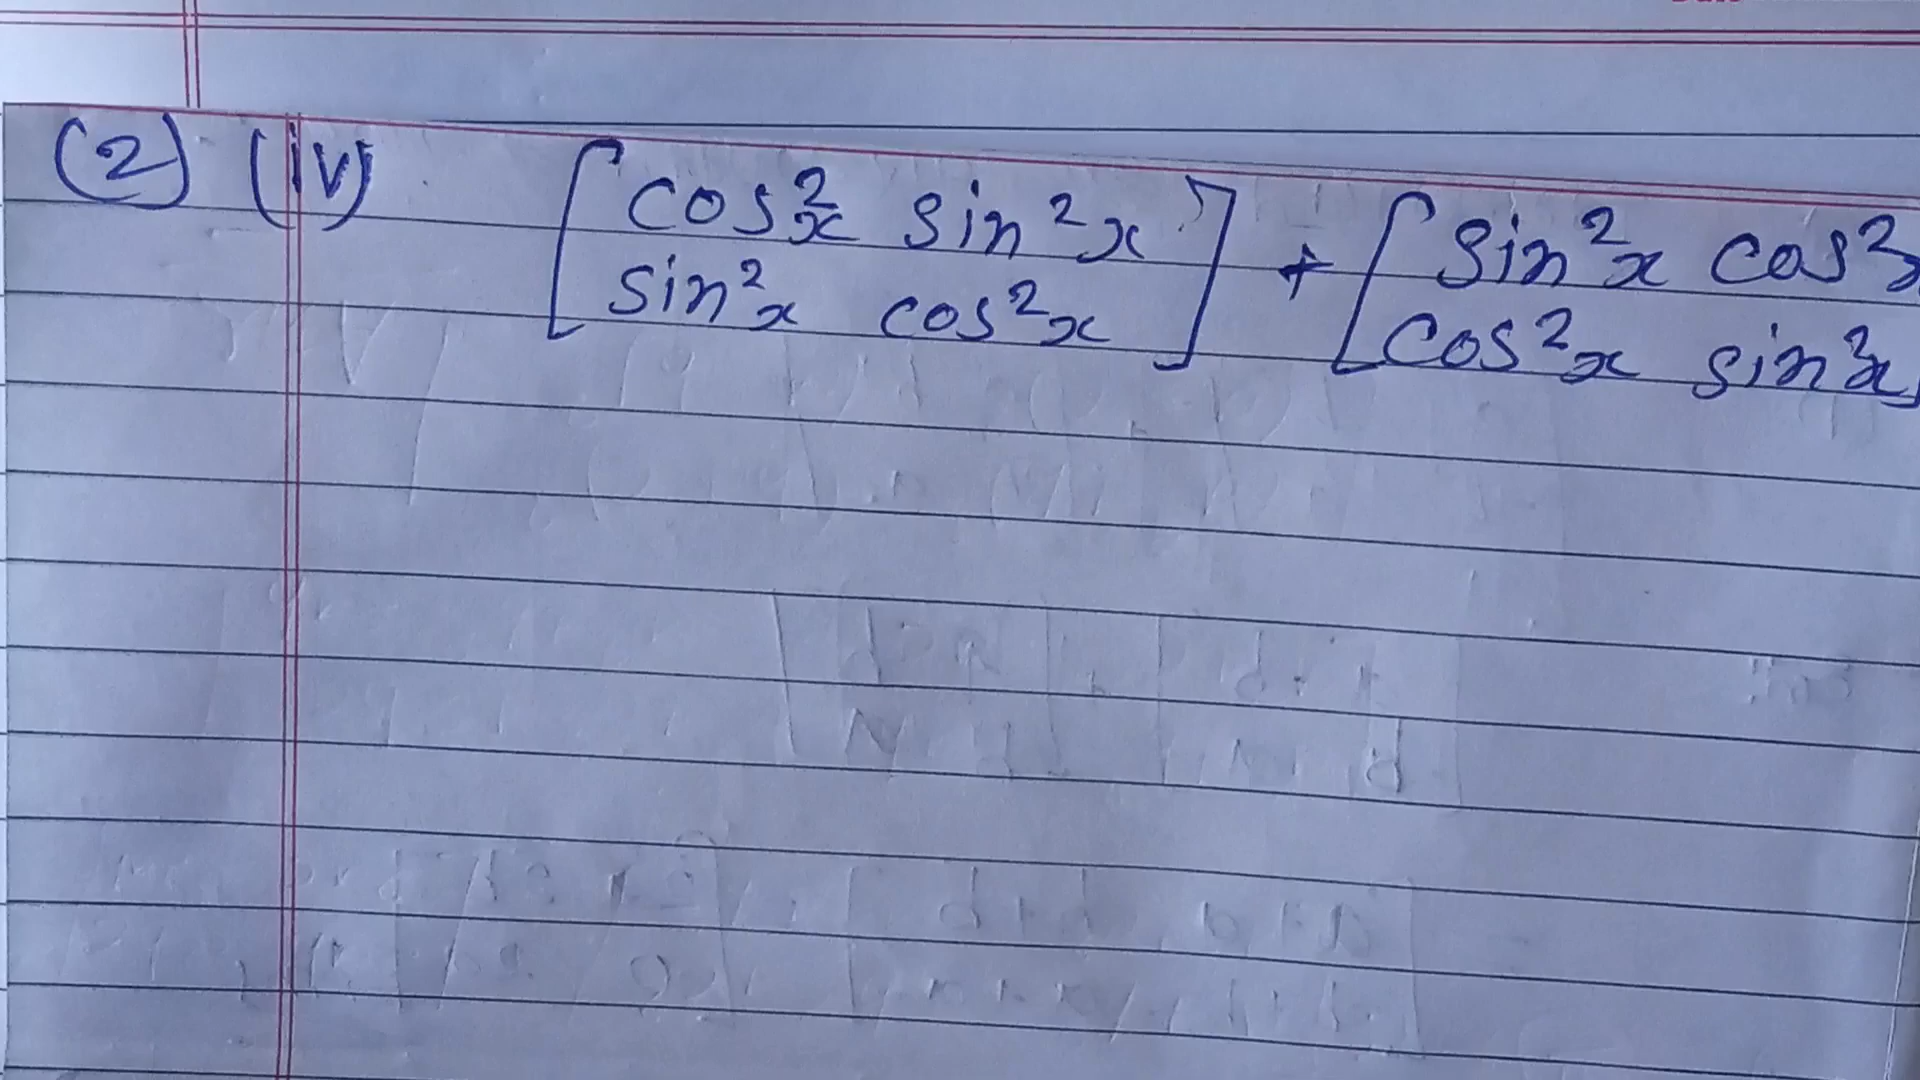 (2) (iv) [cos²x sin²x] + [sin²x cos²x
[sin²x cos²x] [cos²x sin²x]